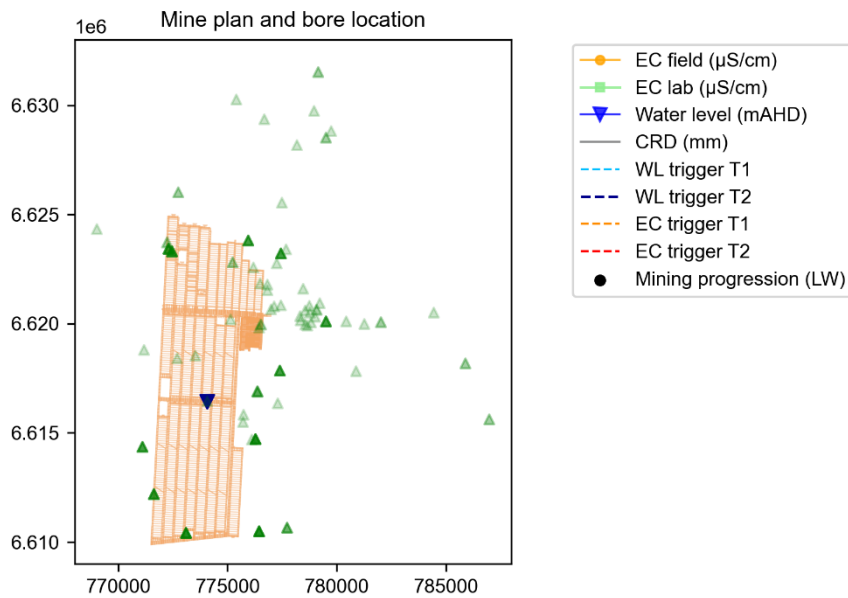 Mine plan and bore location
1e6
6.630
6.625
6.620
6.615
6.610
770000 775000 780000 785000
EC field (µS/cm)
EC lab (µS/cm)
Water level (mAHD)
CRD (mm)
WL trigger T1
WL trigger T2
EC trigger T1
EC trigger T2
Mining progression (LW)